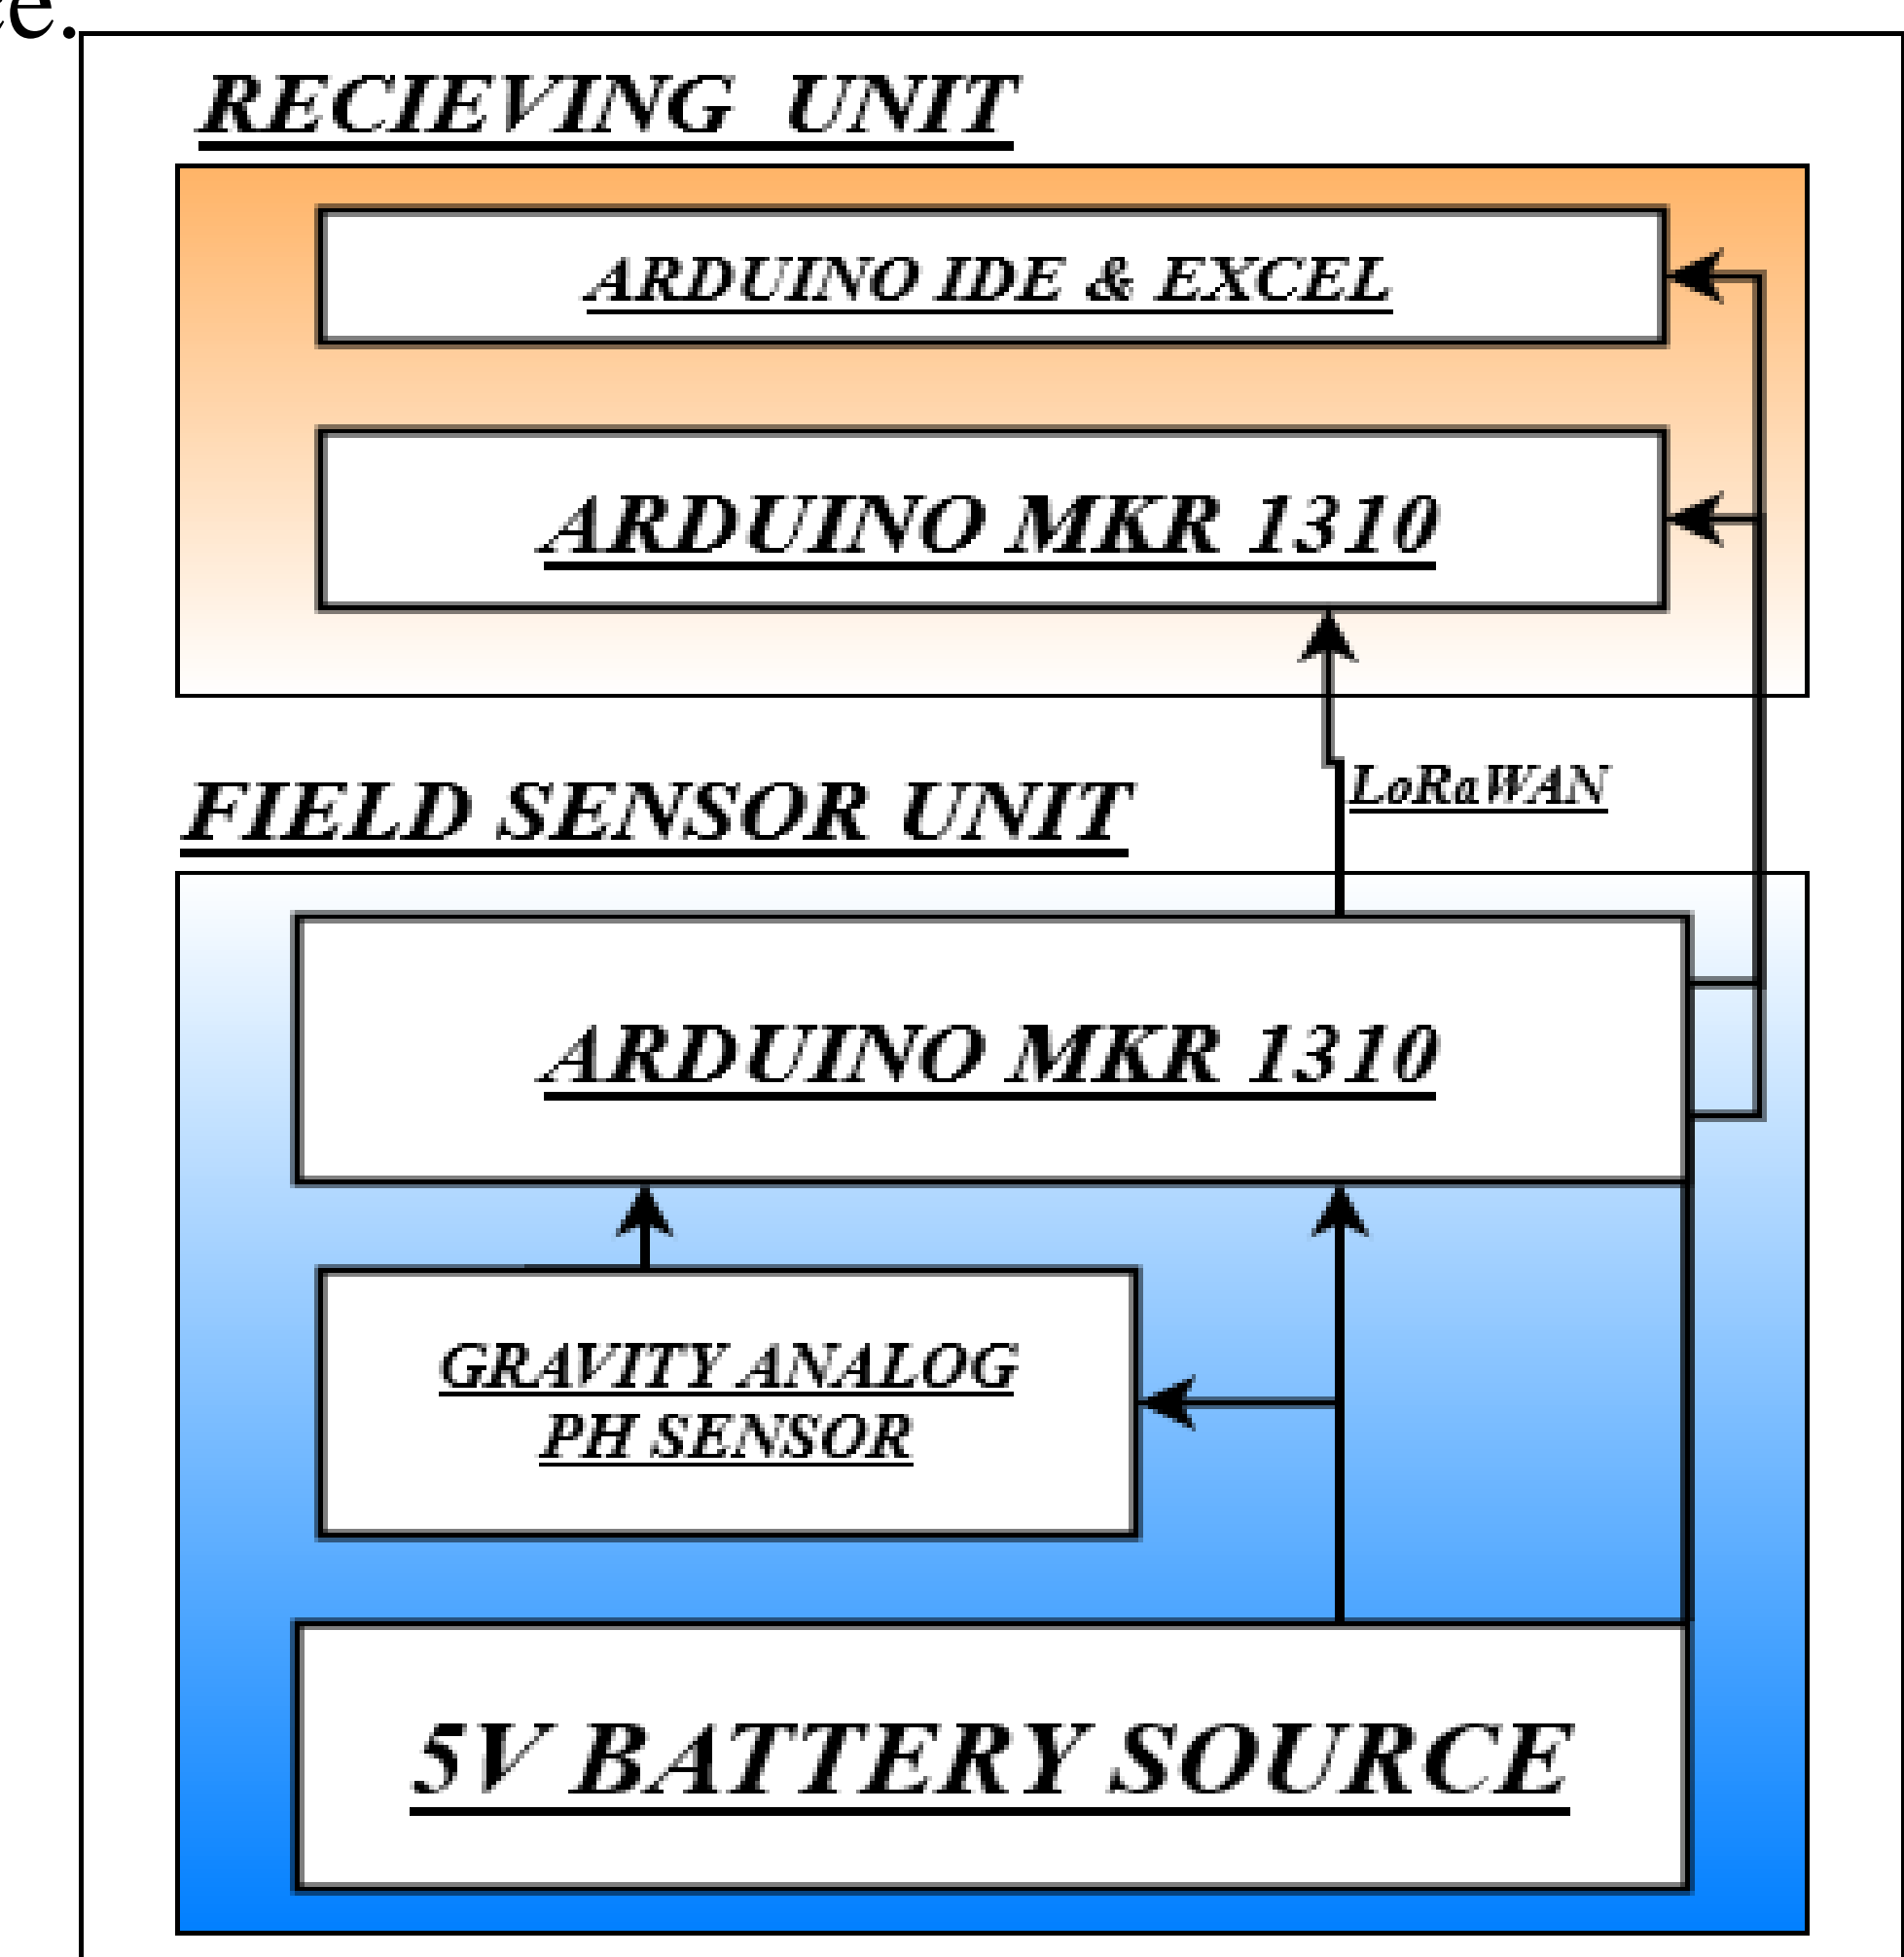 RECIEVING UNIT
ARDUINO IDE & EXCEL
ARDUINO MKR 1310
LoRaWAN
FIELD SENSOR UNIT
ARDUINO MKR 1310
GRAVITY ANALOG
PH SENSOR
5V BATTERY SOURCE